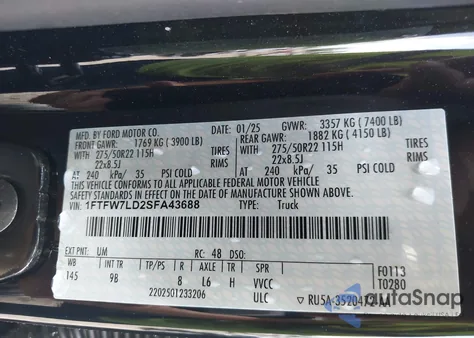 MFD. BY FORD MOTOR CO. 01/25 GVWR: 3357 KG (7400 LB)
FRONT GAWR: 1769 KG (3900 LB) REAR GAWR: 1882 KG (4150 LB)
WITH 275/50R22 115H TIRES WITH 275/50R22 115H TIRES
22x8.5J RIMS 22x8.5J RIMS
AT 240 kPa/ 35 PSI COLD AT 240 kPa/ 35 PSI COLD
THIS VEHICLE CONFORMS TO ALL APPLICABLE FEDERAL MOTOR VEHICLE
SAFETY STANDARDS IN EFFECT ON THE DATE OF MANUFACTURE SHOWN ABOVE.
1FTFW7LD2SFA43688 TYPE: Truck
EXT PNT: UM RC: 48 DSO:
WB INT TR TP/PS R AXLE TR SPR
145 9B 8 L6 H VVCC
2202501233206 ULC
F0113
T0280
RU5A-3520472-AA
autoSnap